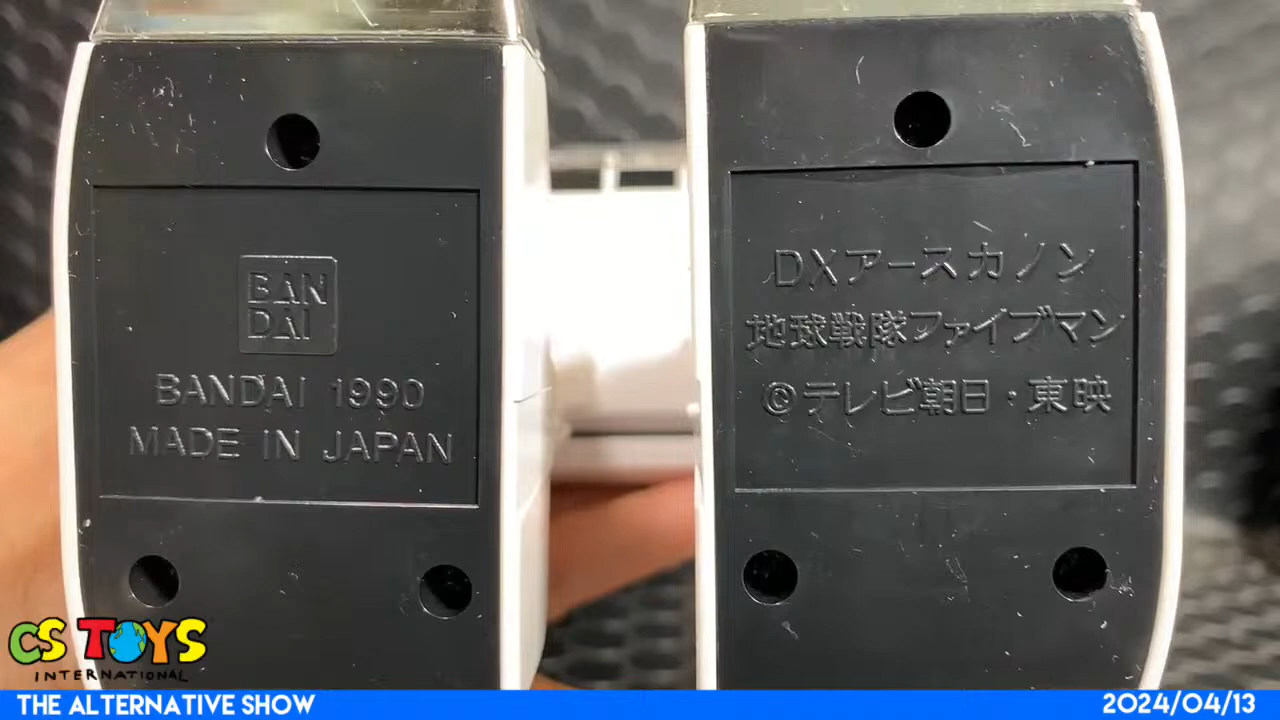 BAN
DAI
BANDAI 1990
MADE IN JAPAN
DXアースカノン
地球戦隊ファイブマン
©テレビ朝日・東映
CS TOYS
INTERNATIONAL
THE ALTERNATIVE SHOW
2024/04/13